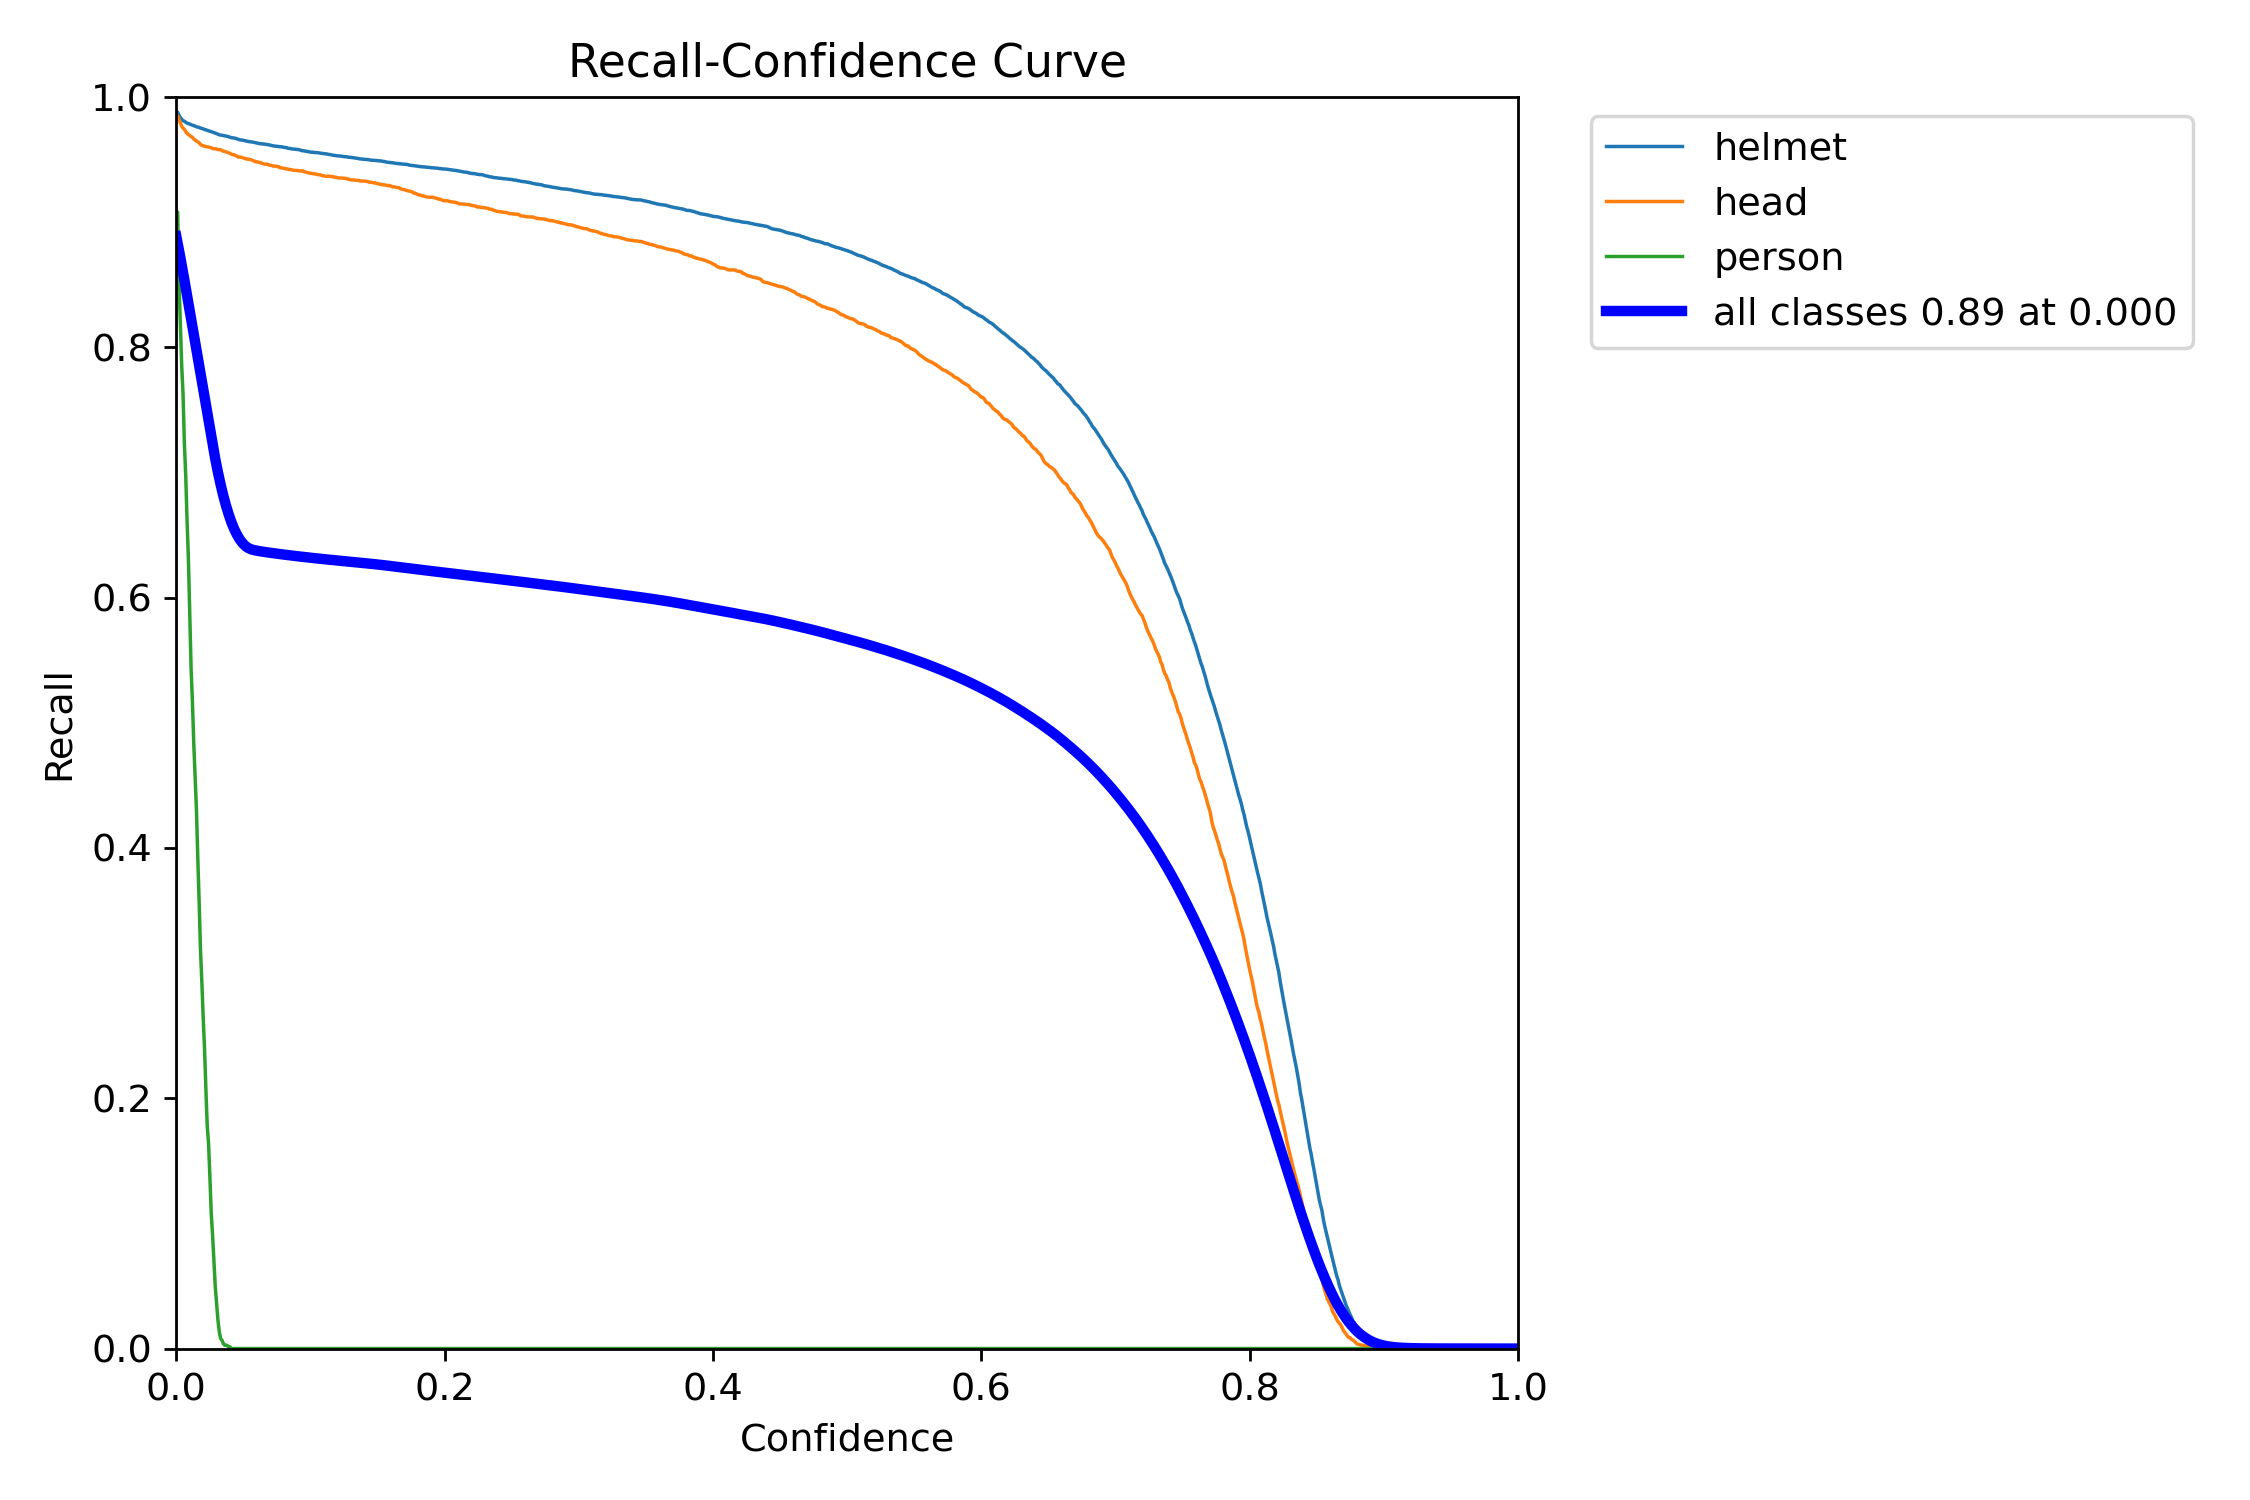 Recall-Confidence Curve
1.0
0.8
0.6
0.4
0.2
0.0
Recall
0.0 0.2 0.4 0.6 0.8 1.0
Confidence
helmet
head
person
all classes 0.89 at 0.000